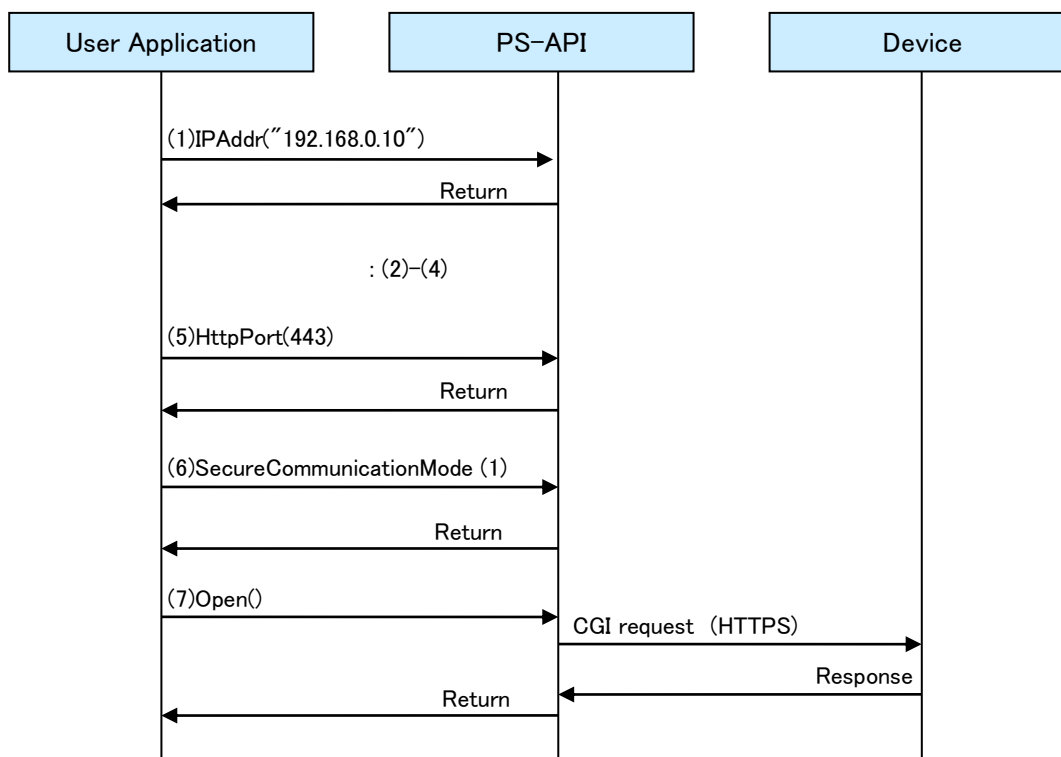 User Application
PS-API
Device
(1)IPAddr("192.168.0.10")
Return
: (2)-(4)
(5)HttpPort(443)
Return
(6)SecureCommunicationMode (1)
Return
(7)Open()
CGI request (HTTPS)
Response
Return